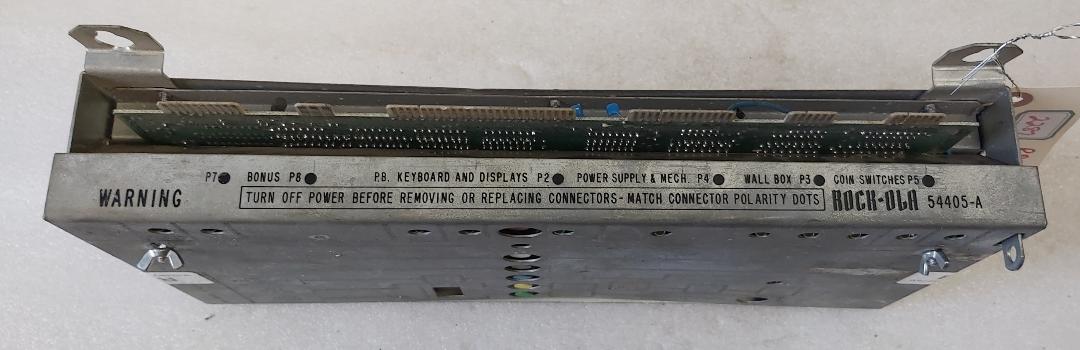 P7 BONUS P8 P.B. KEYBOARD AND DISPLAYS P2 POWER SUPPLY & MECH. P4 WALL BOX P3 COIN SWITCHES P5
WARNING TURN OFF POWER BEFORE REMOVING OR REPLACING CONNECTORS - MATCH CONNECTOR POLARITY DOTS ROCK-OLA 54405-A